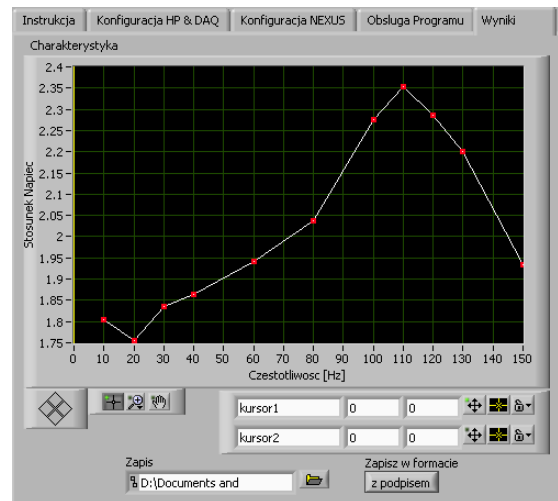 Instrukcja Konfiguracja HP & DAQ Konfiguracja NEXUS Obsluga Programu Wyniki
Charakterystyka
Stosunek Napiec
2.4
2.35
2.3
2.25
2.2
2.15
2.1
2.05
2
1.95
1.9
1.85
1.8
1.75
0 10 20 30 40 50 60 70 80 90 100 110 120 130 150
Czestotliwosc [Hz]
kursor1 0 0
kursor2 0 0
Zapis
D:\Documents and
Zapisz w formacie
z podpisem